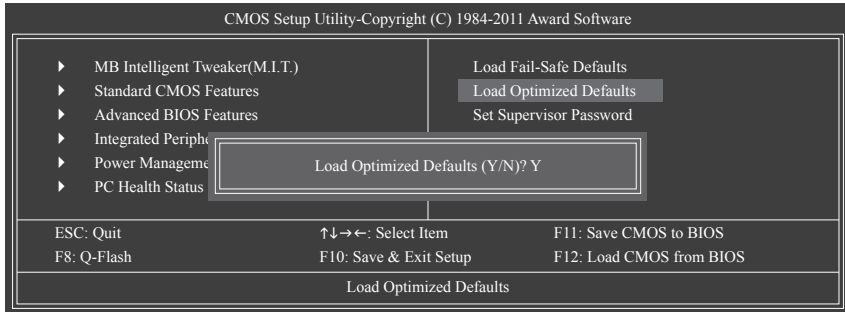 CMOS Setup Utility-Copyright (C) 1984-2011 Award Software
MB Intelligent Tweaker(M.I.T.)
Standard CMOS Features
Advanced BIOS Features
Integrated Periphe
Power Manageme
PC Health Status
Load Fail-Safe Defaults
Load Optimized Defaults
Set Supervisor Password
Load Optimized Defaults (Y/N)? Y
ESC: Quit ↑↓→←: Select Item F11: Save CMOS to BIOS
F8: Q-Flash F10: Save & Exit Setup F12: Load CMOS from BIOS
Load Optimized Defaults